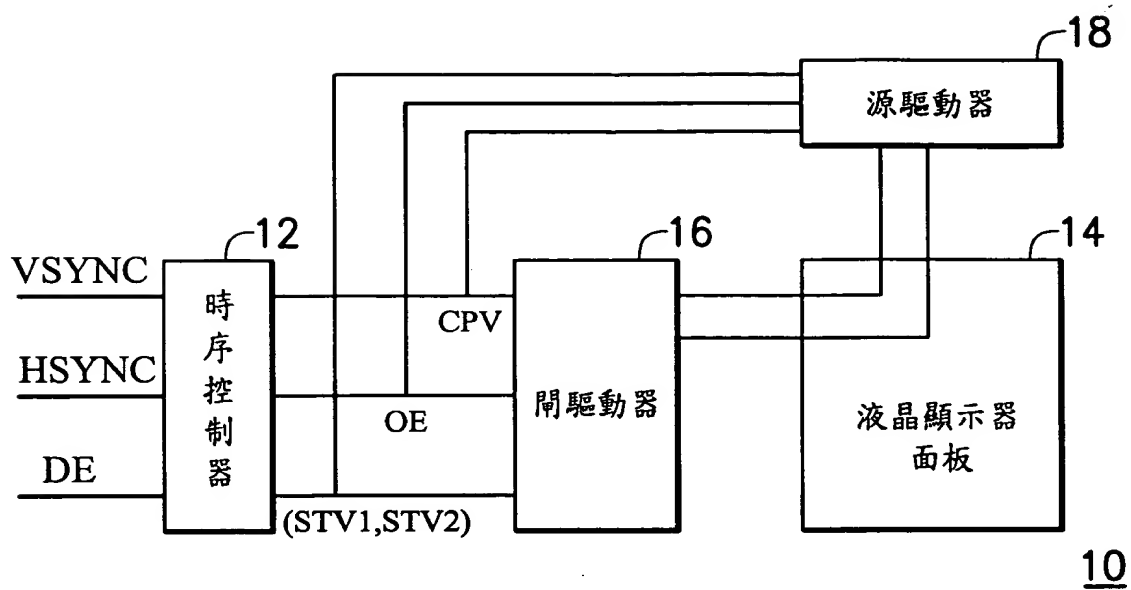 18
源驅動器
12
16
14
VSYNC
HSYNC
DE
時序控制器
CPV
OE
(STV1,STV2)
閘驅動器
液晶顯示器
面板
10